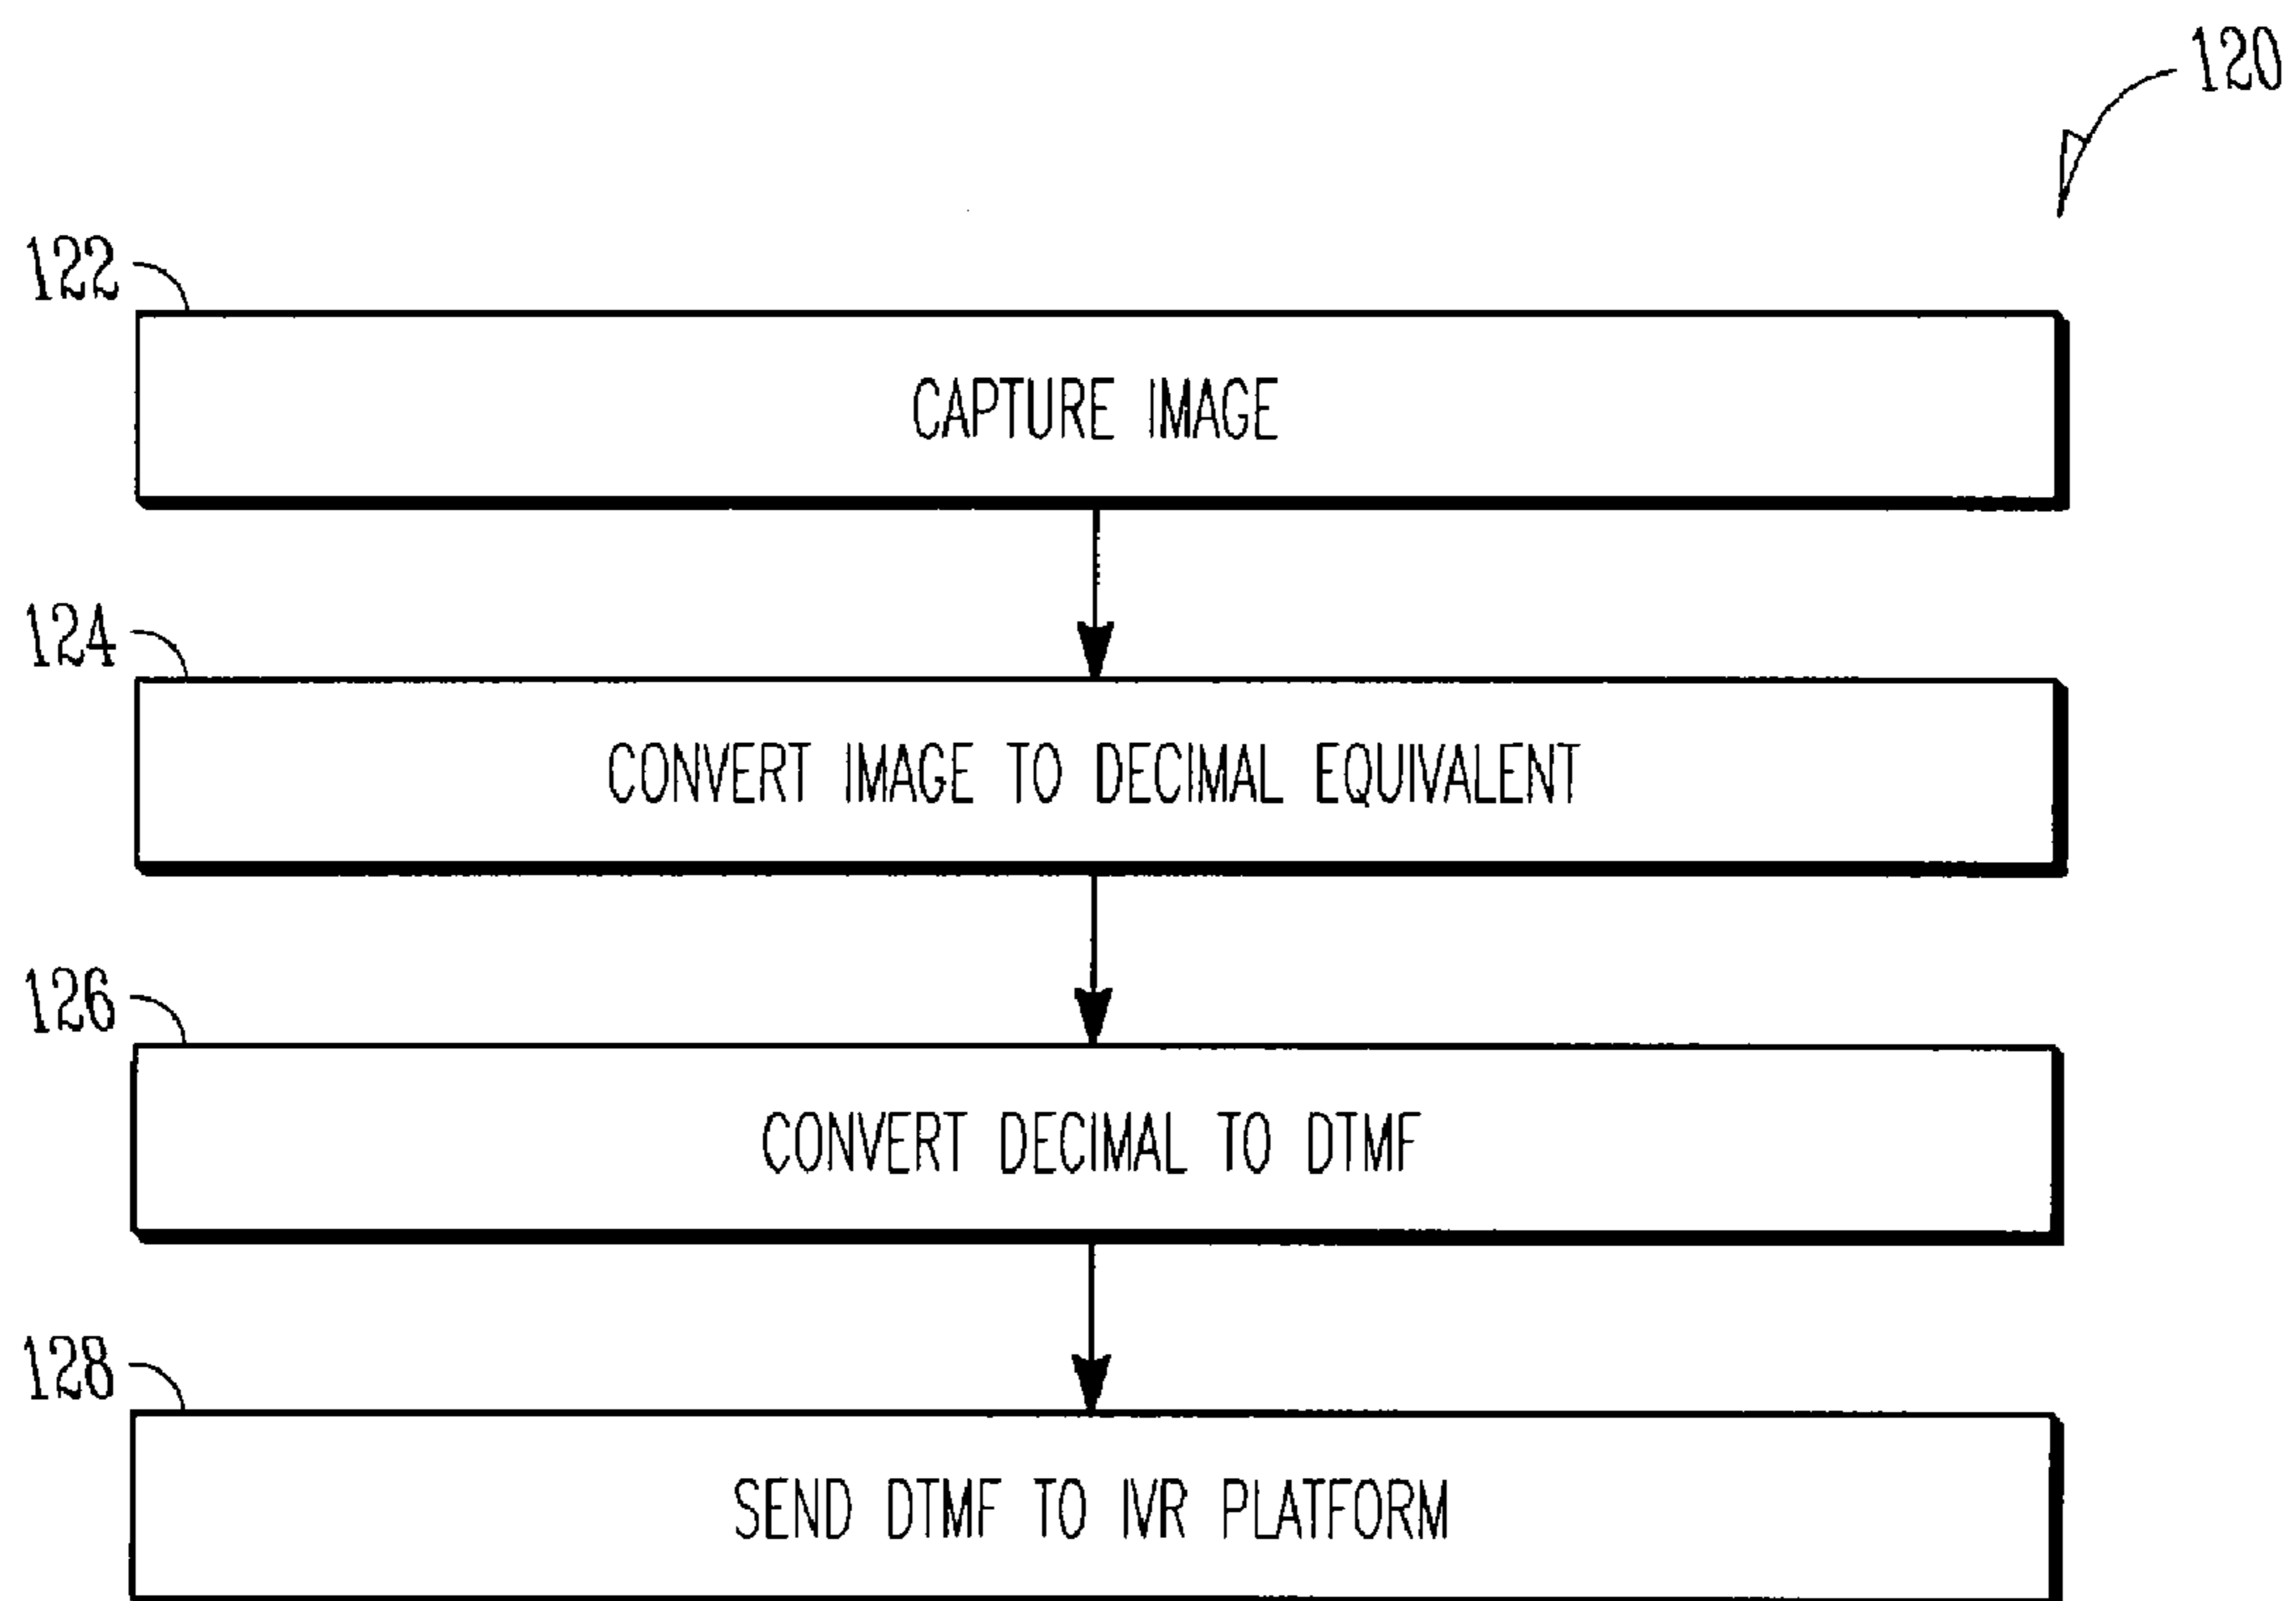 120
122
CAPTURE IMAGE
124
CONVERT IMAGE TO DECIMAL EQUIVALENT
126
CONVERT DECIMAL TO DTMF
128
SEND DTMF TO IVR PLATFORM